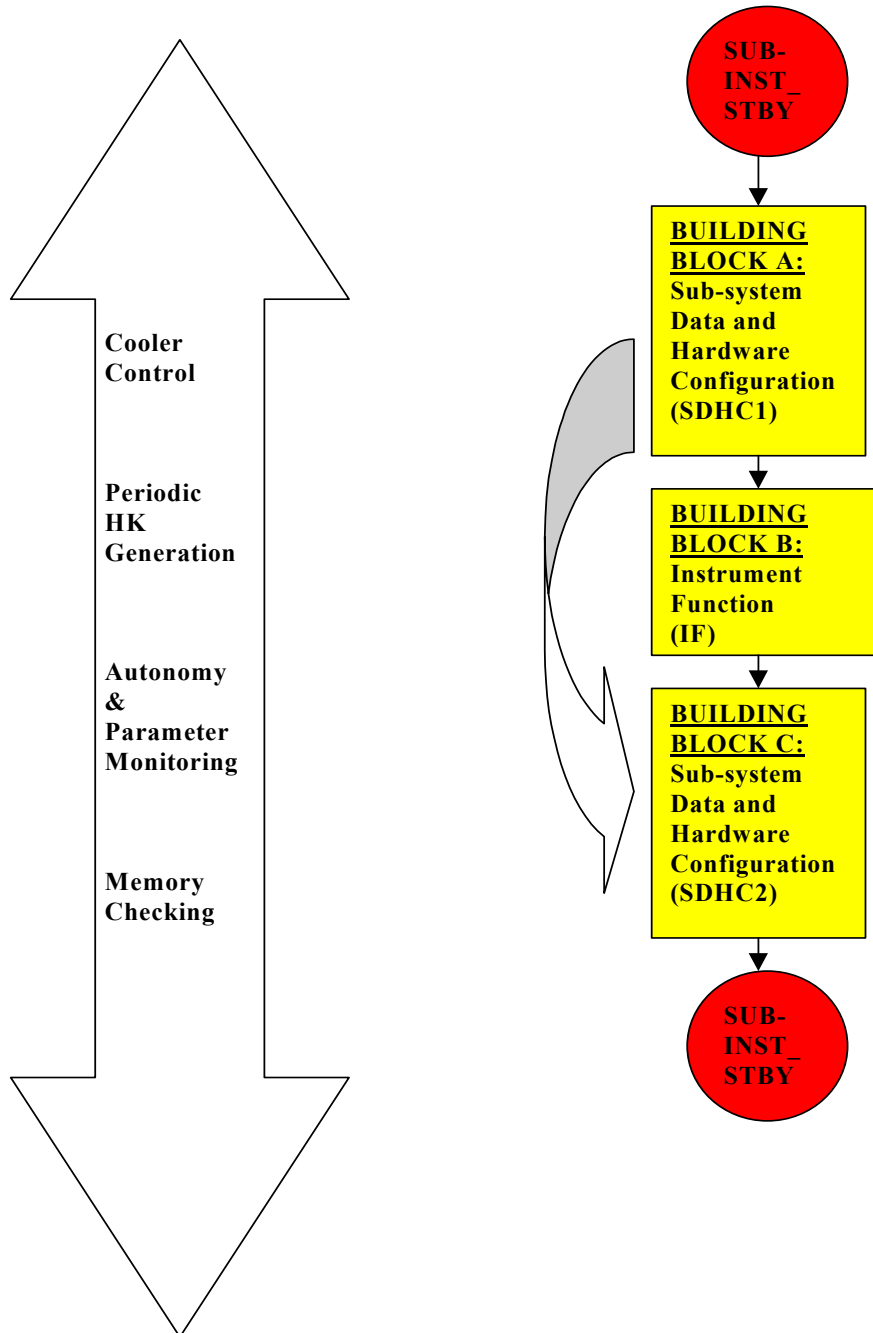 Cooler
Control
Periodic
HK
Generation
Autonomy
&
Parameter
Monitoring
Memory
Checking
SUB-
INST_
STBY
BUILDING
BLOCK A:
Sub-system
Data and
Hardware
Configuration
(SDHC1)
BUILDING
BLOCK B:
Instrument
Function
(IF)
BUILDING
BLOCK C:
Sub-system
Data and
Hardware
Configuration
(SDHC2)
SUB-
INST_
STBY